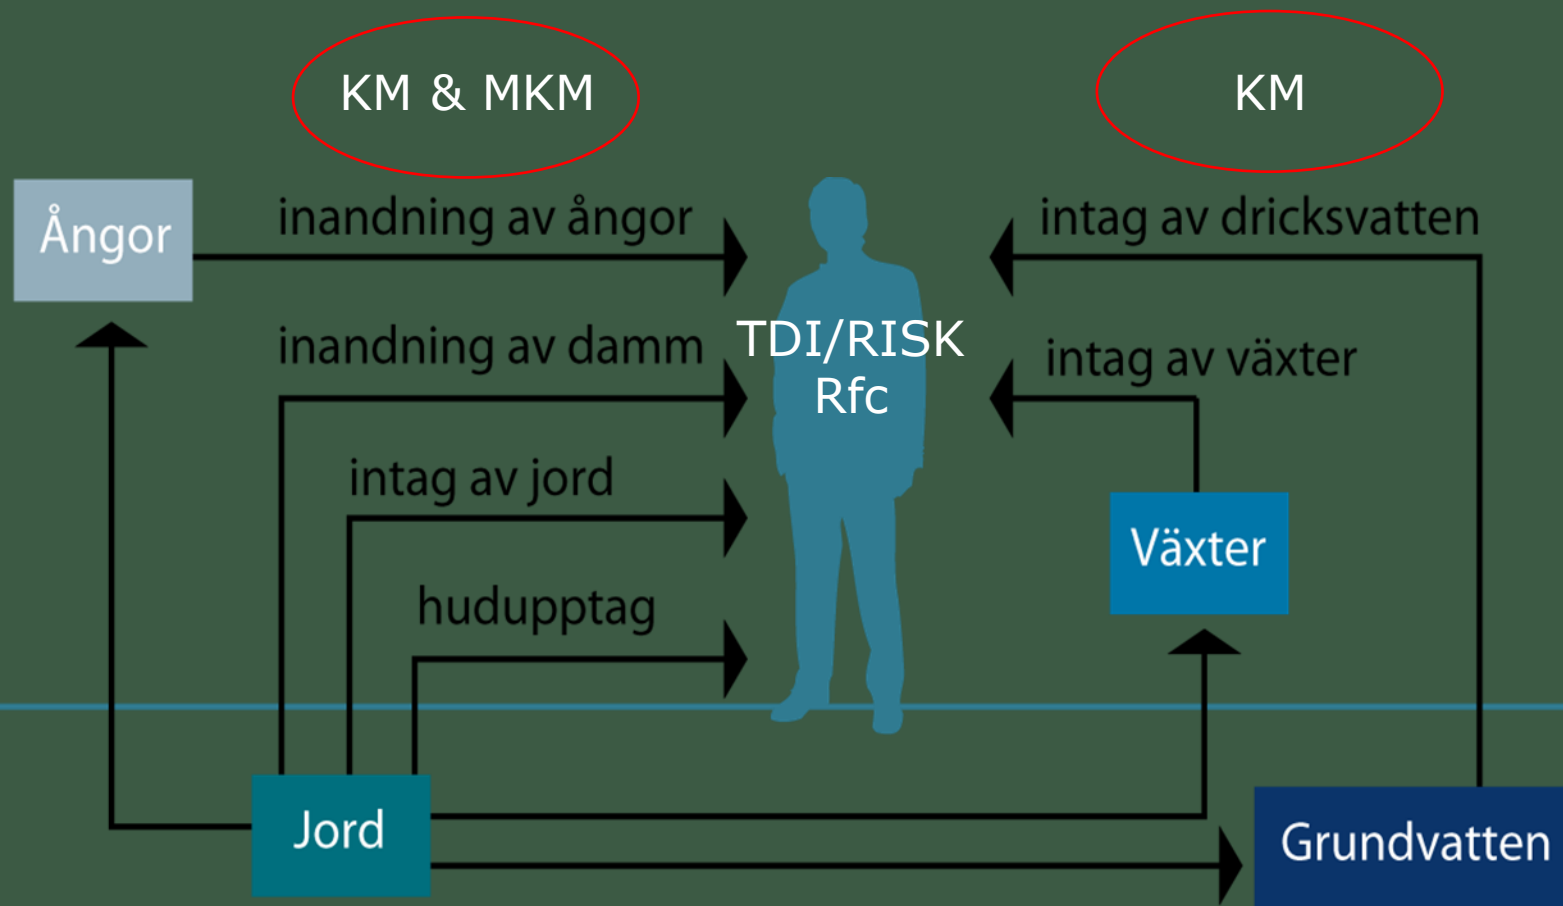 KM & MKM
KM
Ångor
inandning av ångor
intag av dricksvatten
inandning av damm
TDI/RISK
Rfc
intag av växter
intag av jord
Växter
hudupptag
Jord
Grundvatten